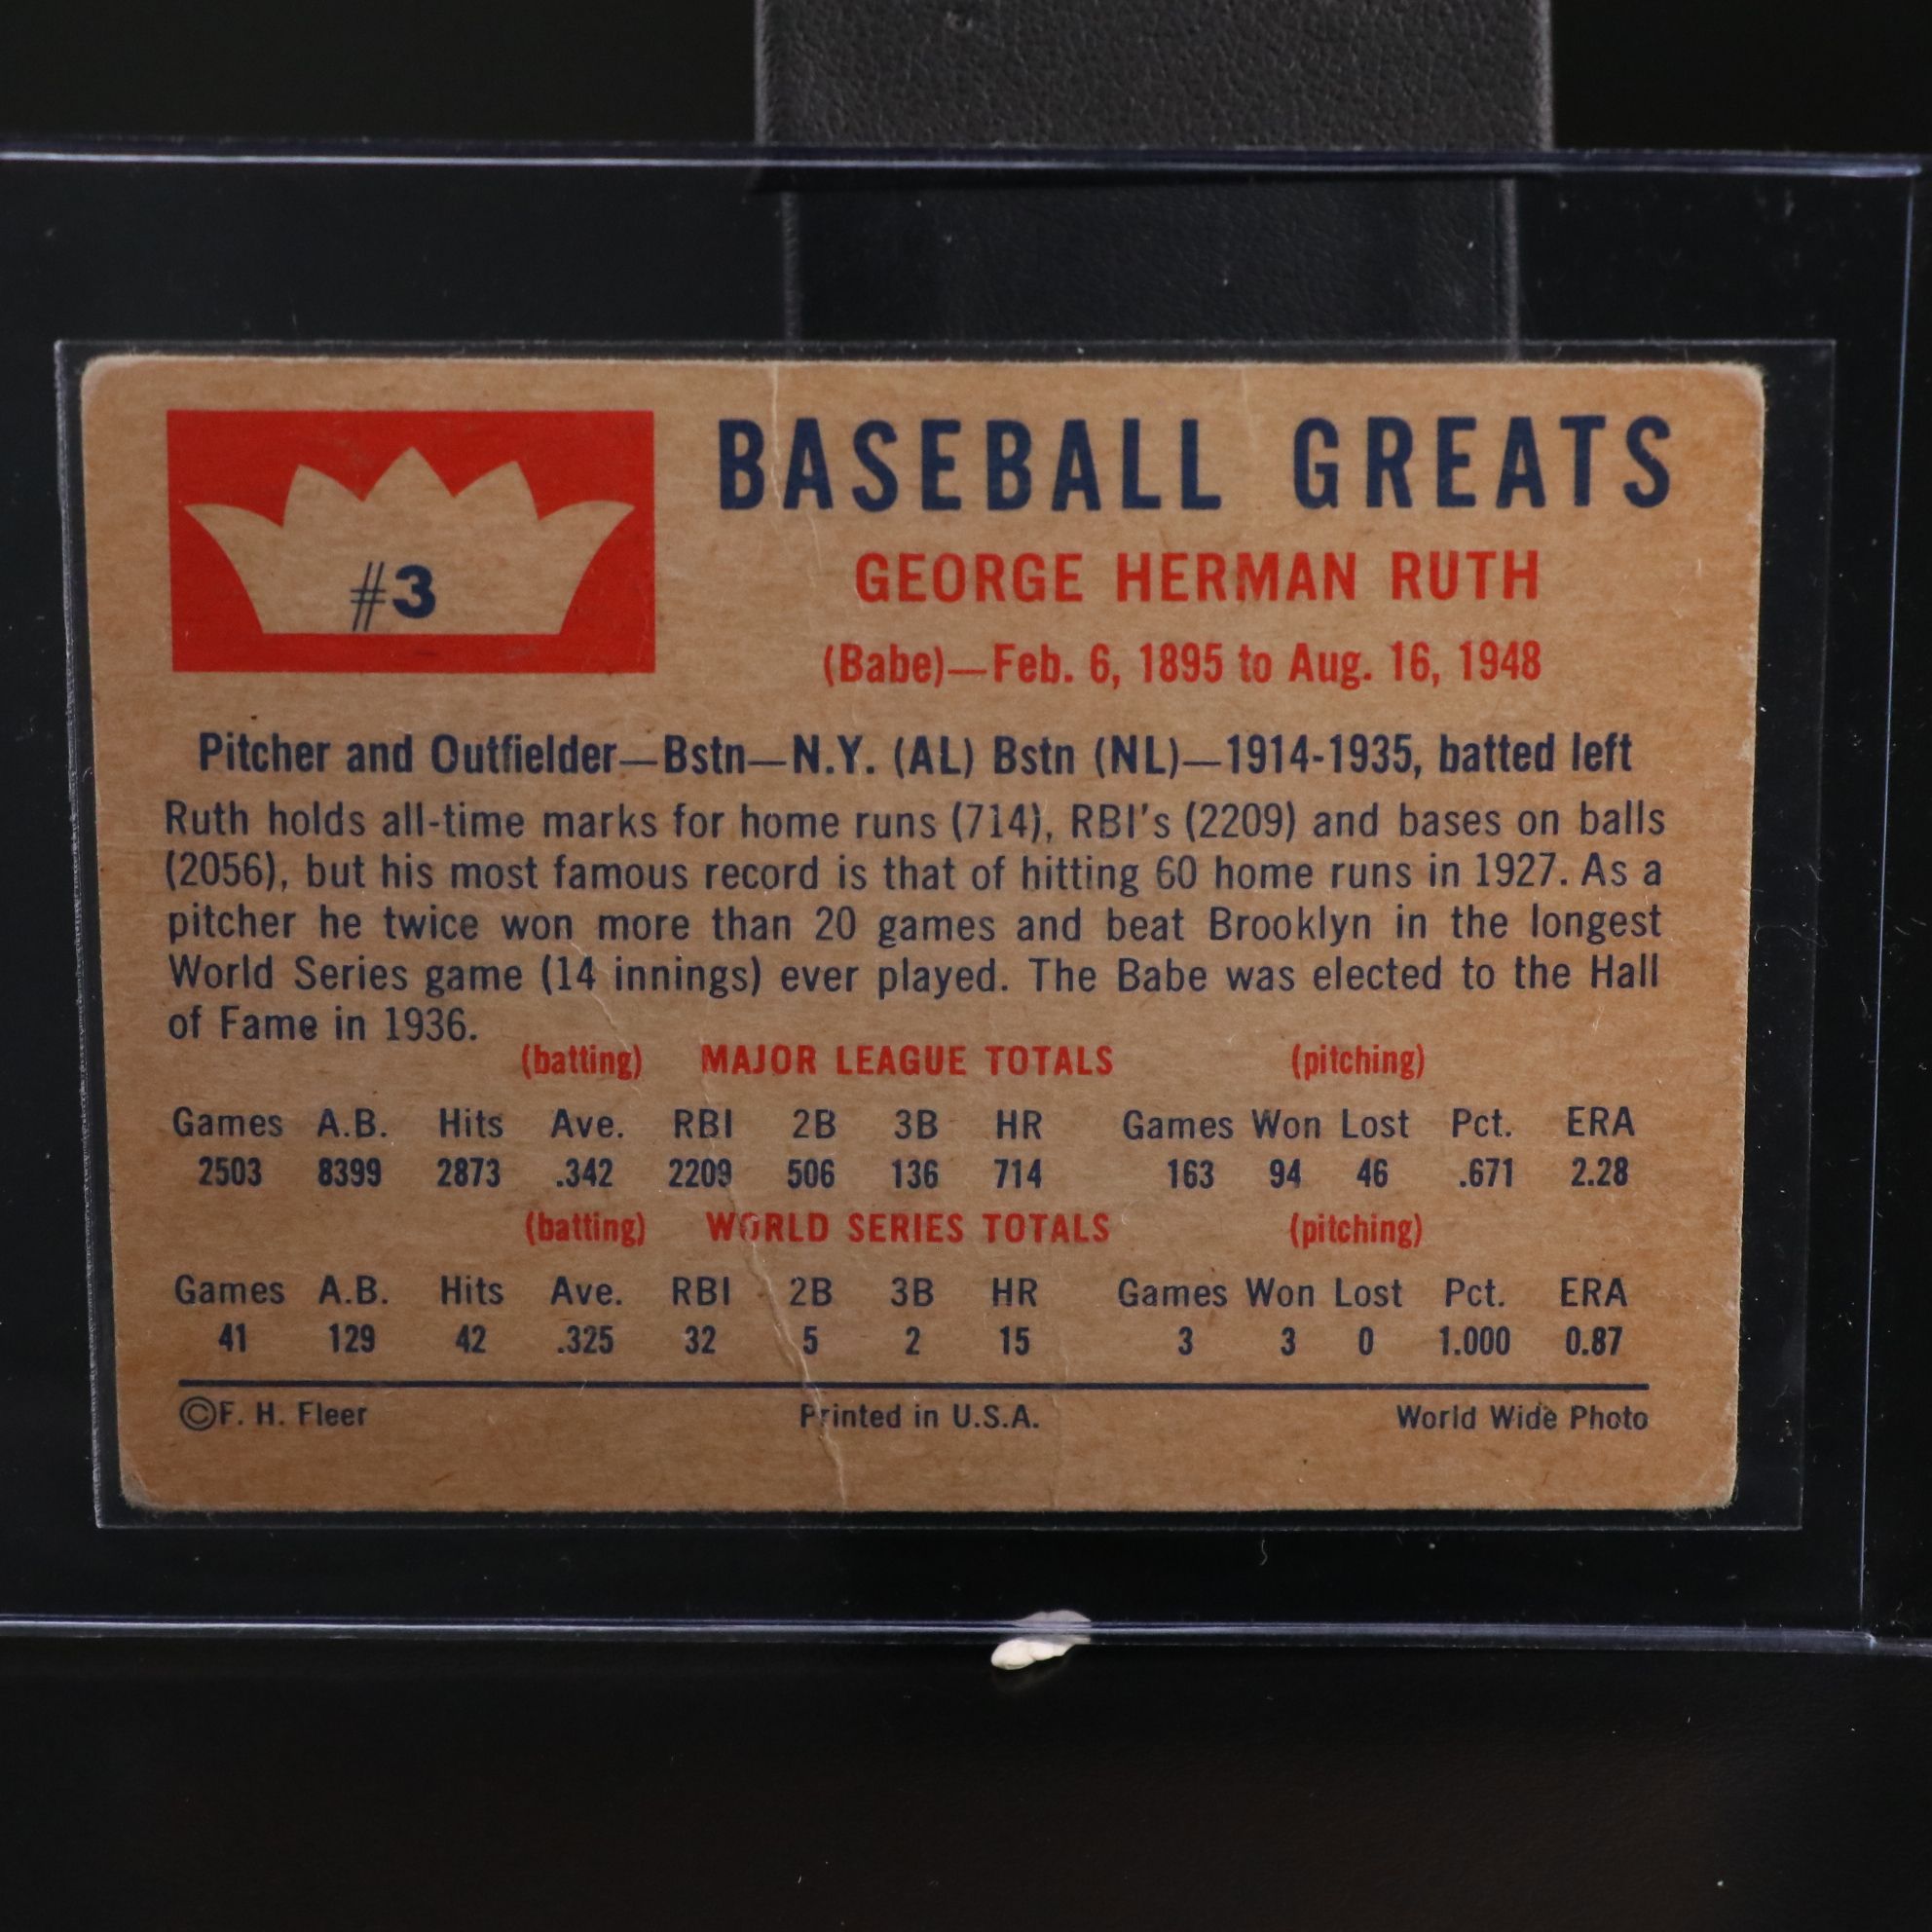 #3
BASEBALL GREATS
GEORGE HERMAN RUTH
(Babe)—Feb. 6, 1895 to Aug. 16, 1948
Pitcher and Outfielder—Bstn—N.Y. (AL) Bstn (NL)—1914-1935, batted left
Ruth holds all-time marks for home runs (714), RBI's (2209) and bases on balls
(2056), but his most famous record is that of hitting 60 home runs in 1927. As a
pitcher he twice won more than 20 games and beat Brooklyn in the longest
World Series game (14 innings) ever played. The Babe was elected to the Hall
of Fame in 1936.
(batting) MAJOR LEAGUE TOTALS (pitching)
Games A.B. Hits Ave. RBI 2B 3B HR Games Won Lost Pct. ERA
2503 8399 2873 .342 2209 506 136 714 163 94 46 .671 2.28
(batting) WORLD SERIES TOTALS (pitching)
Games A.B. Hits Ave. RBI 2B 3B HR Games Won Lost Pct. ERA
41 129 42 .325 32 5 2 15 3 3 0 1.000 0.87
©F. H. Fleer Printed in U.S.A. World Wide Photo